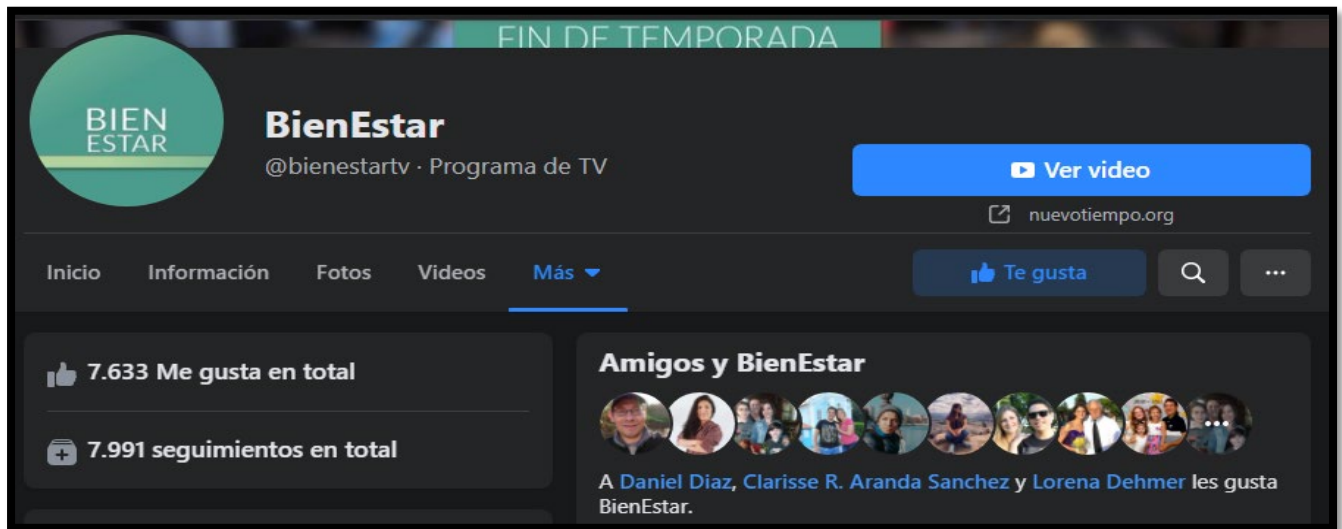 FIN DE TEMPORADA
BIEN
ESTAR
BienEstar
@bienestartv · Programa de TV
Ver video
nuevotiempo.org
Inicio Información Fotos Videos Más
Te gusta
7.633 Me gusta en total
7.991 seguimientos en total
Amigos y BienEstar
A Daniel Diaz, Clarisse R. Aranda Sanchez y Lorena Dehmer les gusta
BienEstar.